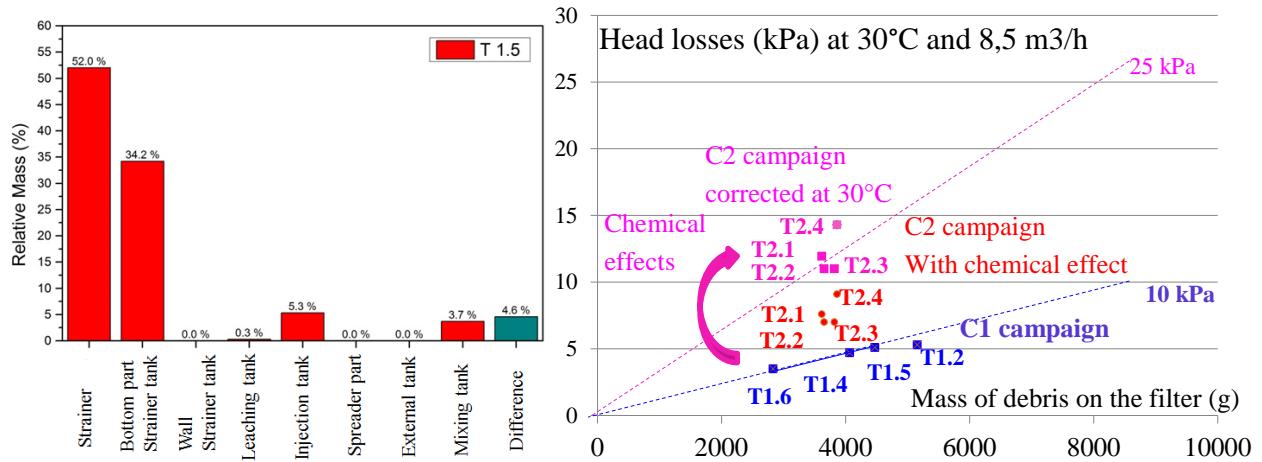 Relative Mass (%)
60
55
50
45
40
35
30
25
20
15
10
5
0
T 1.5
52.0 %
34.2 %
0.0 %
0.3 %
5.3 %
0.0 %
0.0 %
3.7 %
4.6 %
Strainer
Bottom part
Strainer tank
Wall
Strainer tank
Leaching tank
Injection tank
Spreader part
External tank
Mixing tank
Difference
30
25
20
15
10
5
0
Head losses (kPa) at 30°C and 8,5 m3/h
25 kPa
C2 campaign
corrected at 30°C
Chemical
effects
T2.4
T2.1
T2.2
T2.3
C2 campaign
With chemical effect
T2.4
T2.1
T2.2
T2.3
10 kPa
C1 campaign
T1.2
T1.5
T1.4
T1.6
Mass of debris on the filter (g)
0
2000
4000
6000
8000
10000